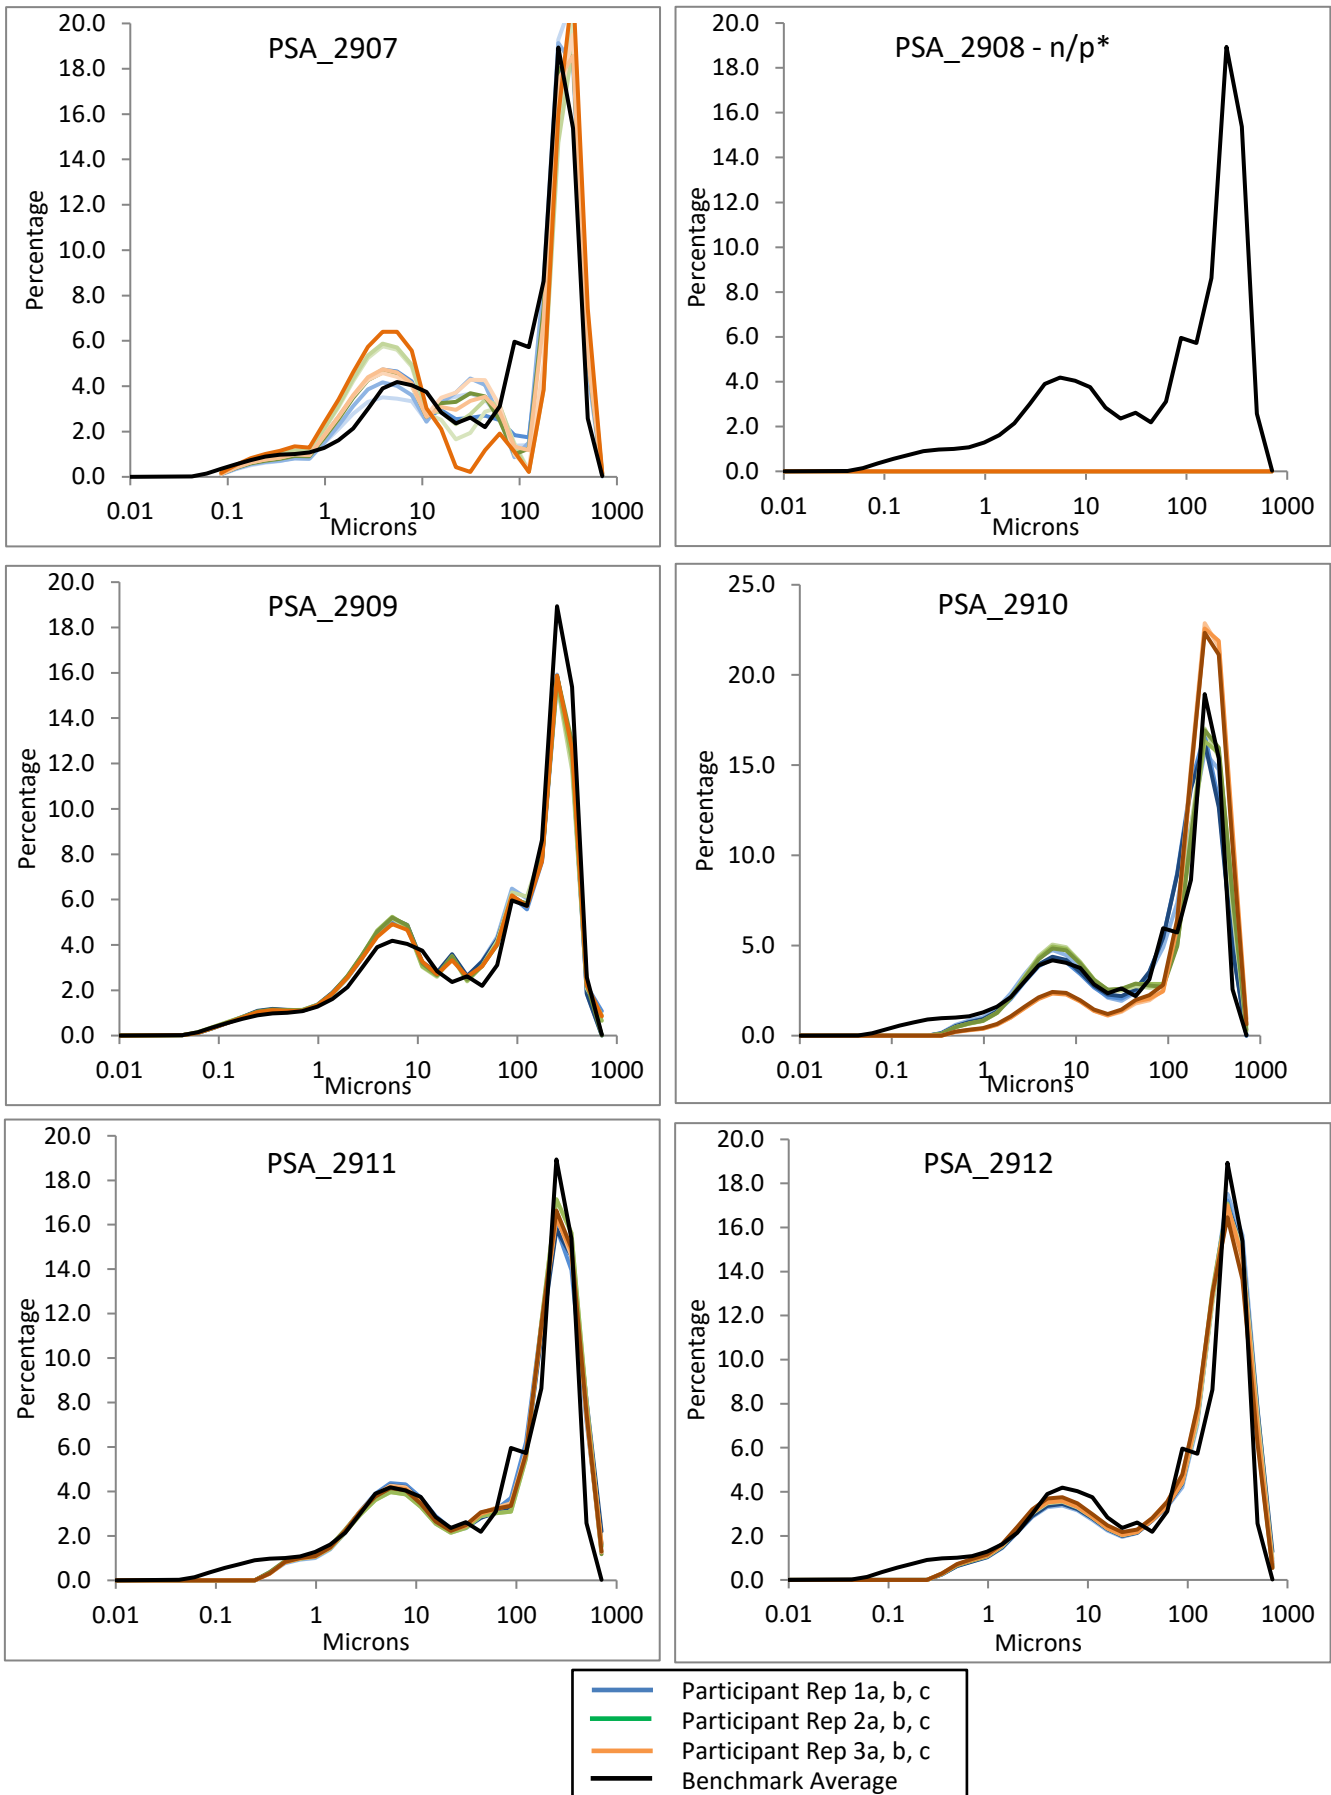 PSA_2907
20.0
18.0
16.0
14.0
12.0
10.0
8.0
6.0
4.0
2.0
0.0
Percentage
0.01 0.1 1 10 100 1000
Microns
PSA_2908 - n/p*
20.0
18.0
16.0
14.0
12.0
10.0
8.0
6.0
4.0
2.0
0.0
Percentage
0.01 0.1 1 10 100 1000
Microns
PSA_2909
20.0
18.0
16.0
14.0
12.0
10.0
8.0
6.0
4.0
2.0
0.0
Percentage
0.01 0.1 1 10 100 1000
Microns
PSA_2910
25.0
20.0
15.0
10.0
5.0
0.0
Percentage
0.01 0.1 1 10 100 1000
Microns
PSA_2911
20.0
18.0
16.0
14.0
12.0
10.0
8.0
6.0
4.0
2.0
0.0
Percentage
0.01 0.1 1 10 100 1000
Microns
PSA_2912
20.0
18.0
16.0
14.0
12.0
10.0
8.0
6.0
4.0
2.0
0.0
Percentage
0.01 0.1 1 10 100 1000
Microns
Participant Rep 1a, b, c
Participant Rep 2a, b, c
Participant Rep 3a, b, c
Benchmark Average